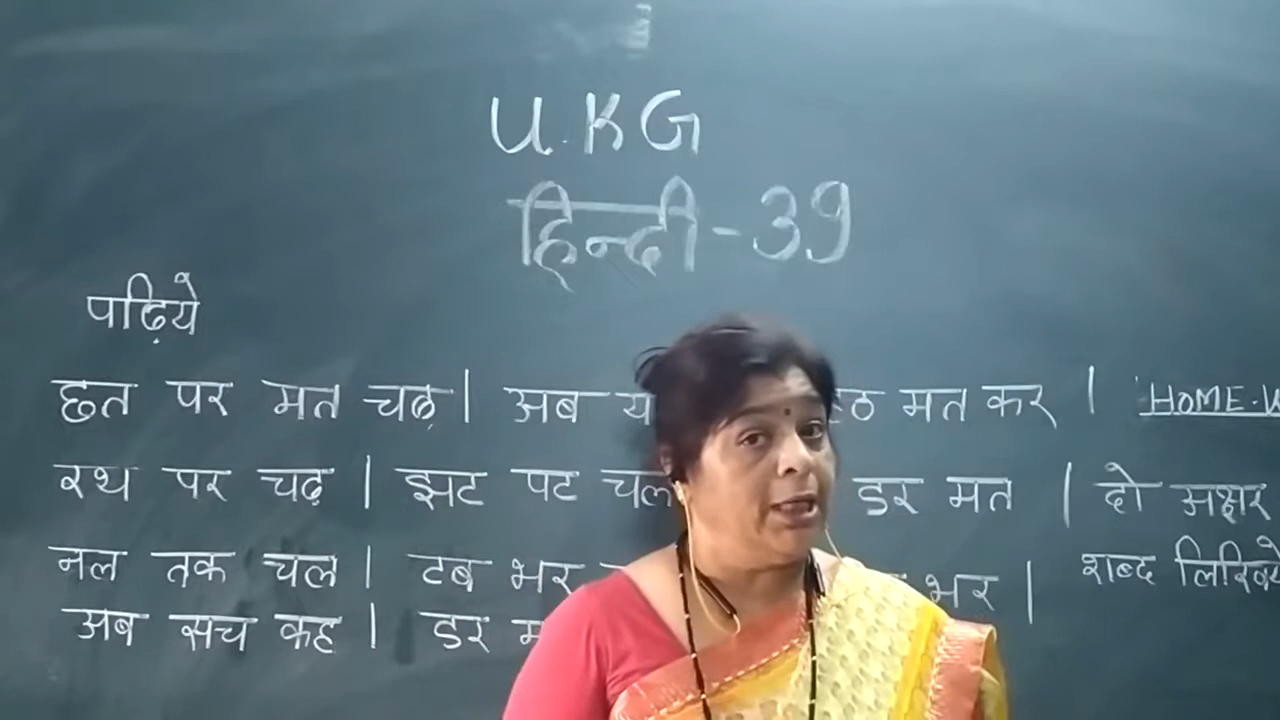 U.KG
हिन्दी-39
पढ़िये
छत पर मत चढ़। अब मत कर । HOME-
रथ पर चढ़ । झट पट चल डर मत । दो अक्षर
नल तक चल । टब भर भर । शब्द लिखिये
अब सच कह । डर